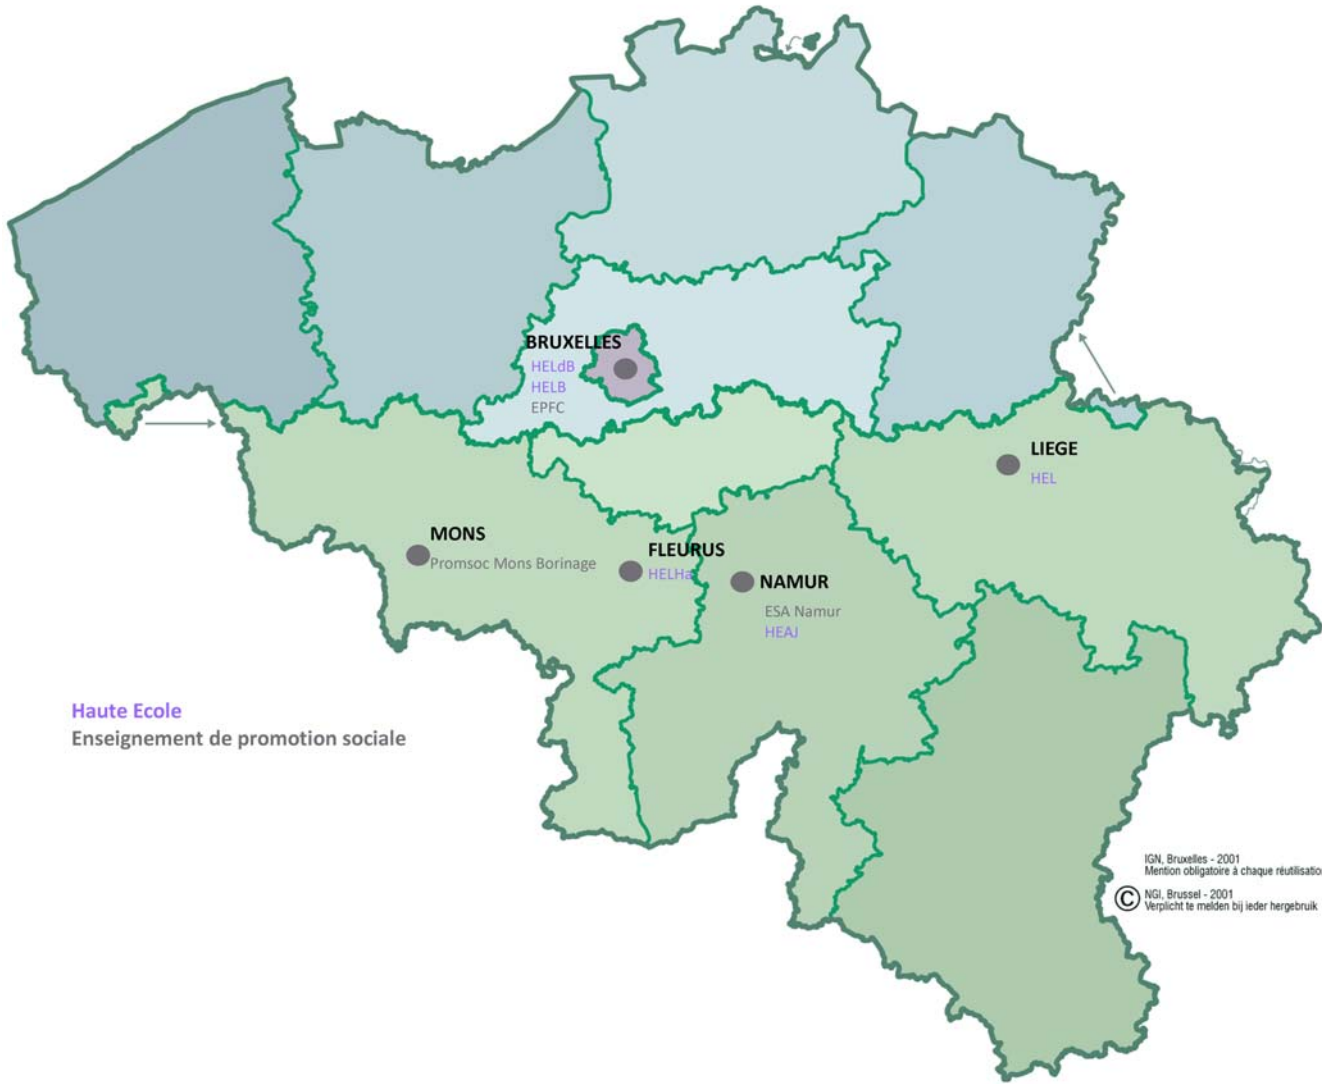 BRUXELLES
HELdB
HELB
EPFC
LIEGE
HEL
MONS
Promsoc Mons Borinage
FLEURUS
HELHa
NAMUR
ESA Namur
HEAJ
Haute Ecole
Enseignement de promotion sociale
IGN, Bruxelles - 2001
Mention obligatoire à chaque réutilisatio
© NGI, Brussel - 2001
Verplicht te melden bij ieder hergebruik